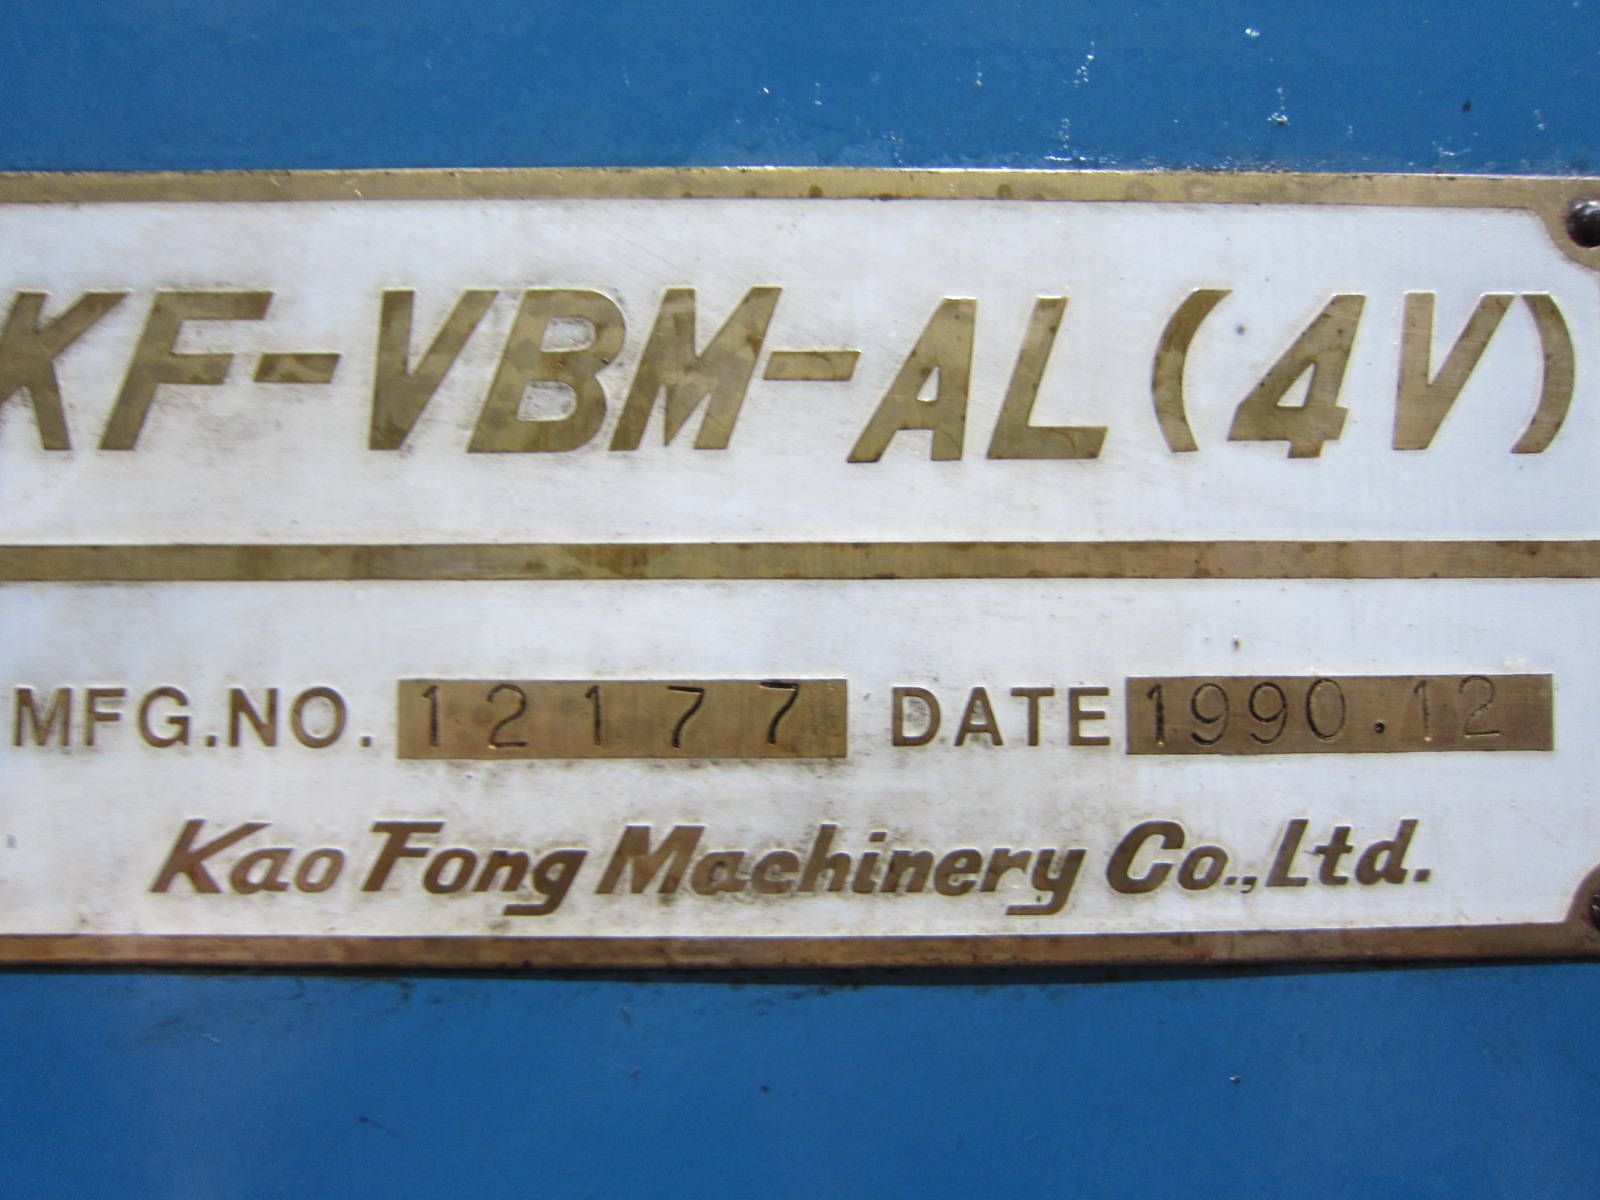 KF-VBM-AL(4V)
MFG.NO. 12177 DATE 1990.12
Kao Fong Machinery Co.,Ltd.